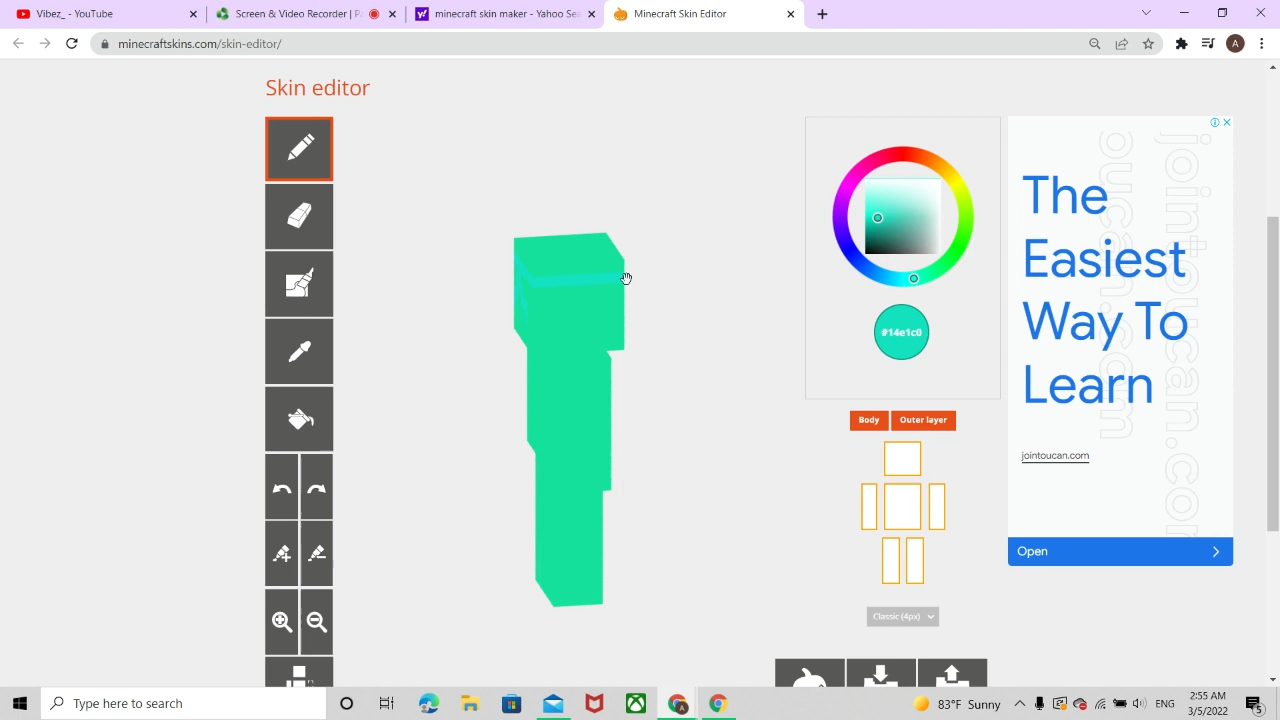 Vibez_ - YouTube
Screen & Video Recorder | P
minecraft skin maker - Yahoo Se
Minecraft Skin Editor
minecraftskins.com/skin-editor/
A
Skin editor
#14e1c0
Body
Outer layer
Classic (4px)
The
Easiest
Way To
Learn
jointoucan.com
Open
Type here to search
83°F Sunny
ENG
2:55 AM
3/5/2022
5